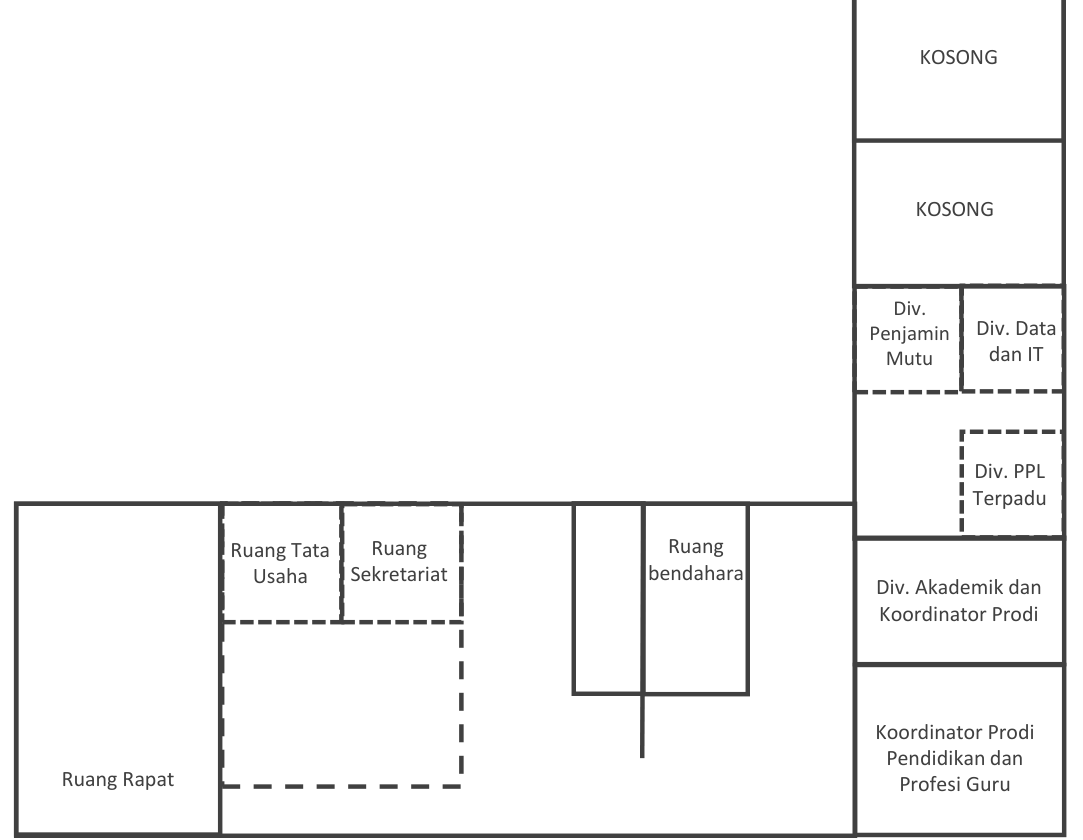 KOSONG
KOSONG
Div.
Penjamin
Mutu
Div. Data
dan IT
Div. PPL
Terpadu
Ruang Tata
Usaha
Ruang
Sekretariat
Ruang
bendahara
Div. Akademik dan
Koordinator Prodi
Koordinator Prodi
Pendidikan dan
Profesi Guru
Ruang Rapat